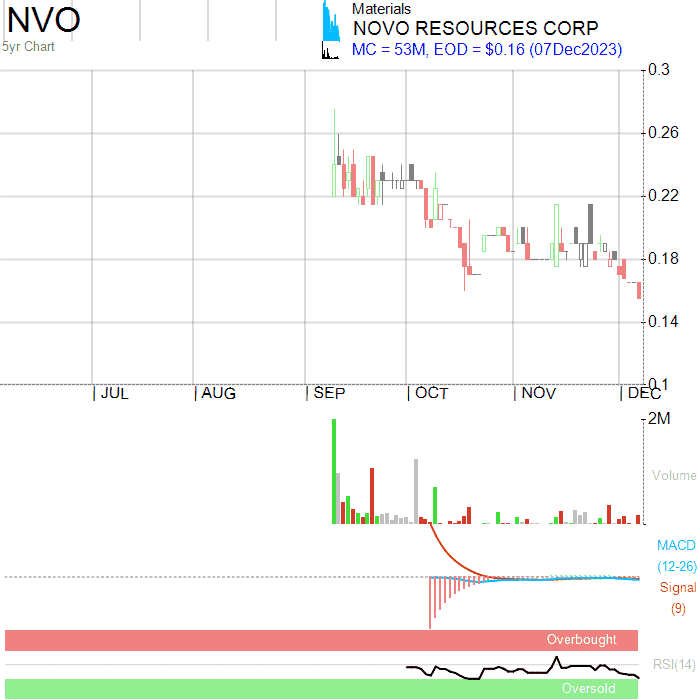 NVO
5yr Chart
Materials
NOVO RESOURCES CORP
MC = 53M, EOD = $0.16 (07Dec2023)
0.3
0.26
0.22
0.18
0.14
0.1
JUL AUG SEP OCT NOV DEC
2M
Volume
MACD
(12-26)
Signal
(9)
Overbought
RSI(14)
Oversold